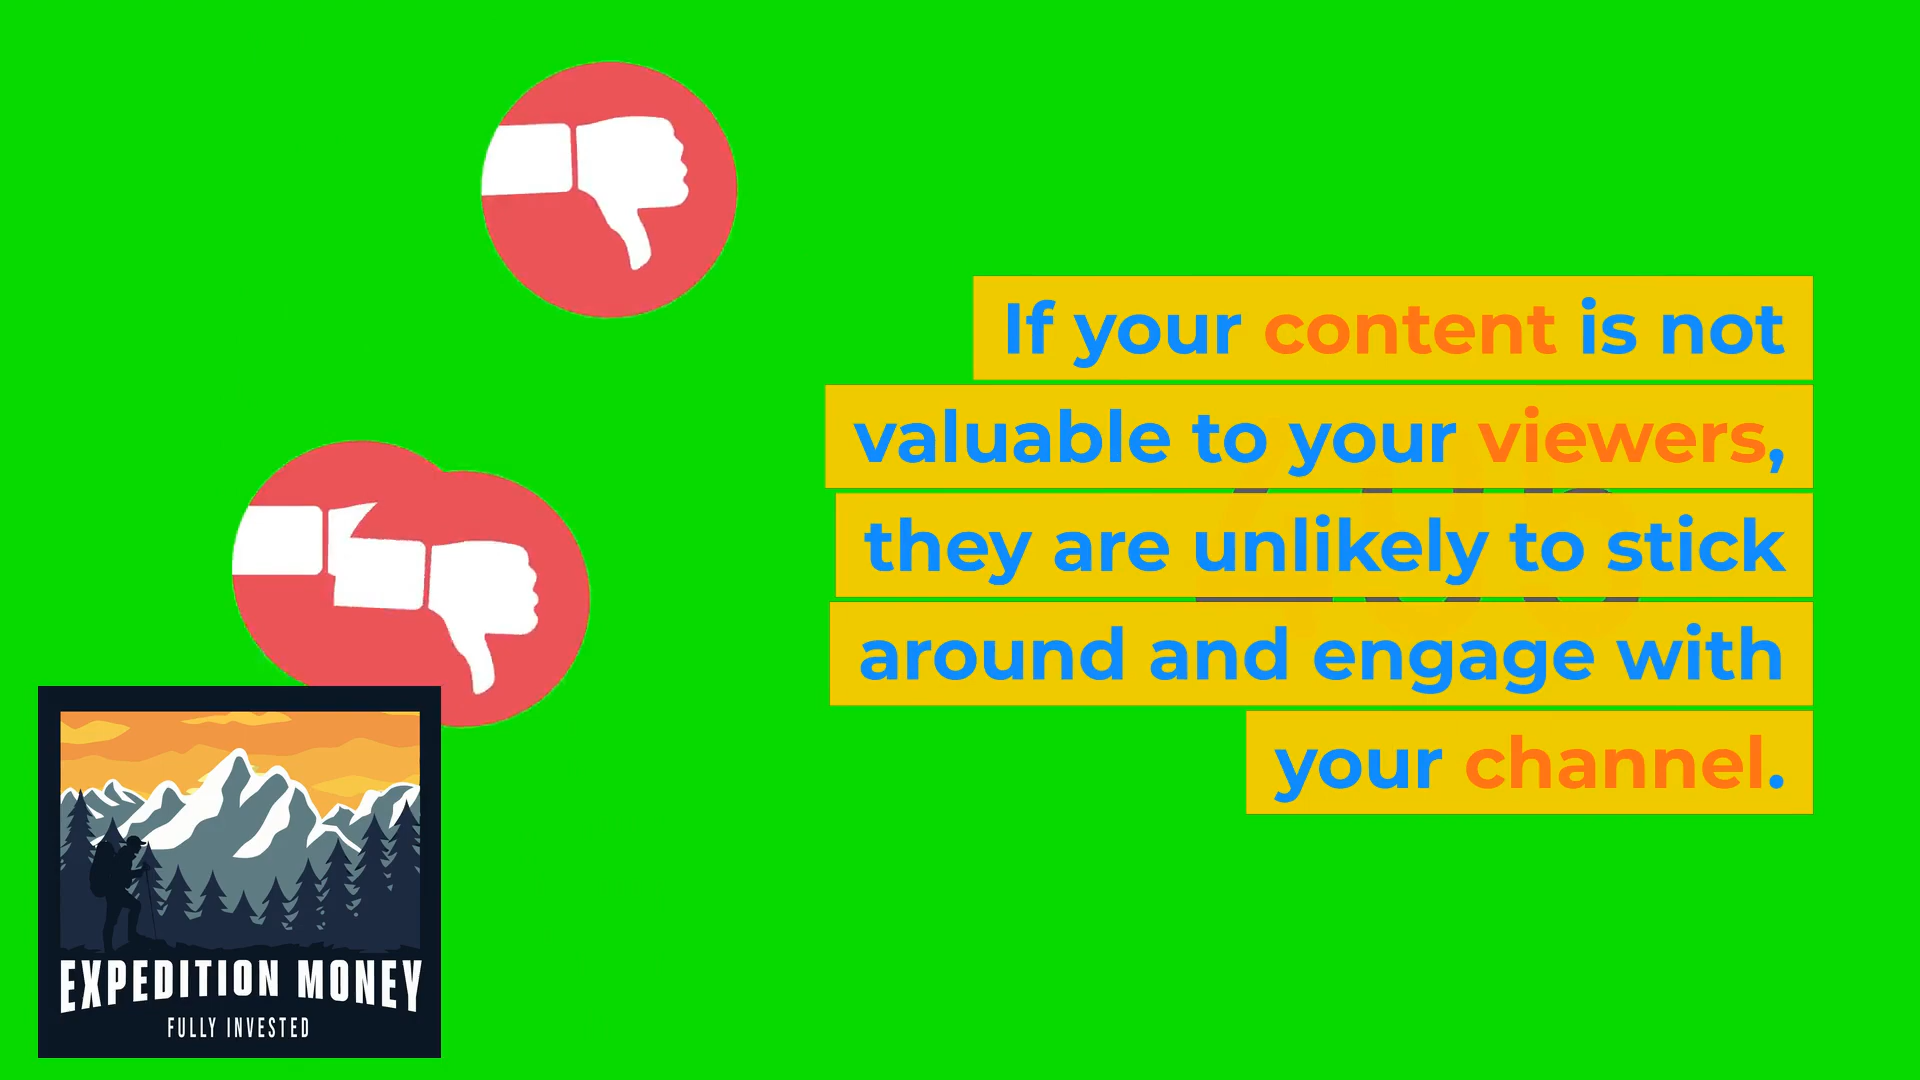 If your content is not
valuable to your viewers,
they are unlikely to stick
around and engage with
your channel.
EXPEDITION MONEY
FULLY INVESTED